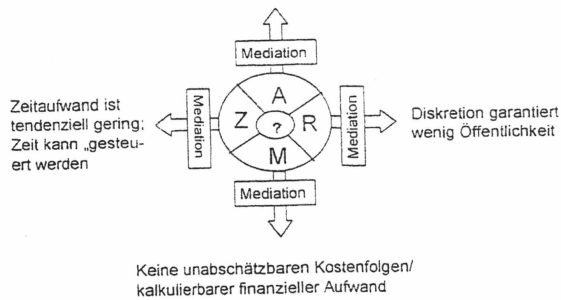 Mediation
Zeitaufwand ist
tendenziell gering;
Zeit kann „gesteu-
ert werden
Mediation
A
Z
?
R
M
Mediation
Diskretion garantiert
wenig Öffentlichkeit
Mediation
Keine unabschätzbaren Kostenfolgen/
kalkulierbarer finanzieller Aufwand